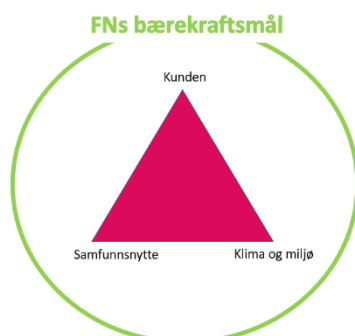 FNs bærekraftsmål
Kunden
Samfunnsnytte
Klima og miljø